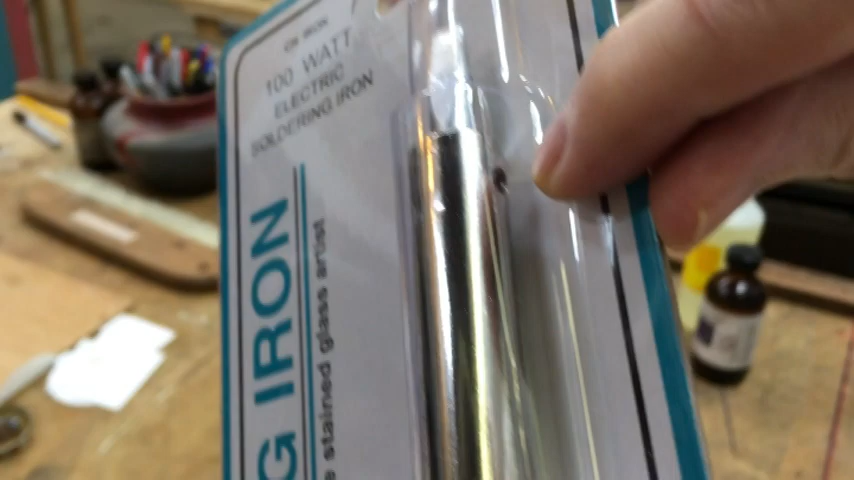 100 WATT
ELECTRIC
SOLDERING IRON
G IRON
e stained glass artist